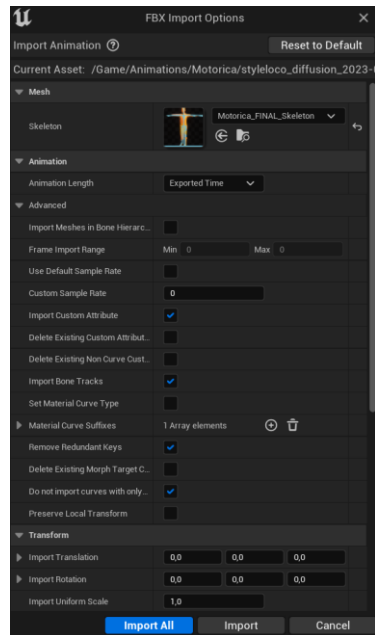 FBX Import Options
Import Animation
Reset to Default
Current Asset: /Game/Animations/Motorica/styleloco_diffusion_2023-
Mesh
Skeleton
Motorica_FINAL_Skeleton
Animation
Animation Length
Exported Time
Advanced
Import Meshes in Bone Hierarc...
Frame Import Range
Min 0
Max 0
Use Default Sample Rate
Custom Sample Rate
0
Import Custom Attribute
Delete Existing Custom Attribut...
Delete Existing Non Curve Cust...
Import Bone Tracks
Set Material Curve Type
Material Curve Suffixes
1 Array elements
Remove Redundant Keys
Delete Existing Morph Target C...
Do not import curves with only...
Preserve Local Transform
Transform
Import Translation
0,0 0,0 0,0
Import Rotation
0,0 0,0 0,0
Import Uniform Scale
1,0
Import All
Import
Cancel